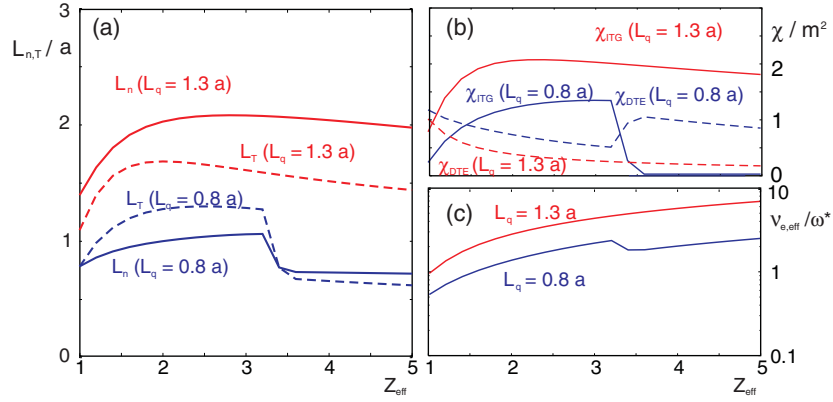 (a)
L_n,T / a
3
2
1
0
L_n (L_q = 1.3 a)
L_T (L_q = 1.3 a)
L_T (L_q = 0.8 a)
L_n (L_q = 0.8 a)
1 2 3 4 5
Z_eff
(b)
χ / m²
χ_ITG (L_q = 1.3 a)
χ_ITG (L_q = 0.8 a)
χ_DTE (L_q = 0.8 a)
χ_DTE (L_q = 1.3 a)
2
1
0
(c)
10
ν_e,eff /ω*
L_q = 1.3 a
L_q = 0.8 a
1
0.1
1 2 3 4 5
Z_eff